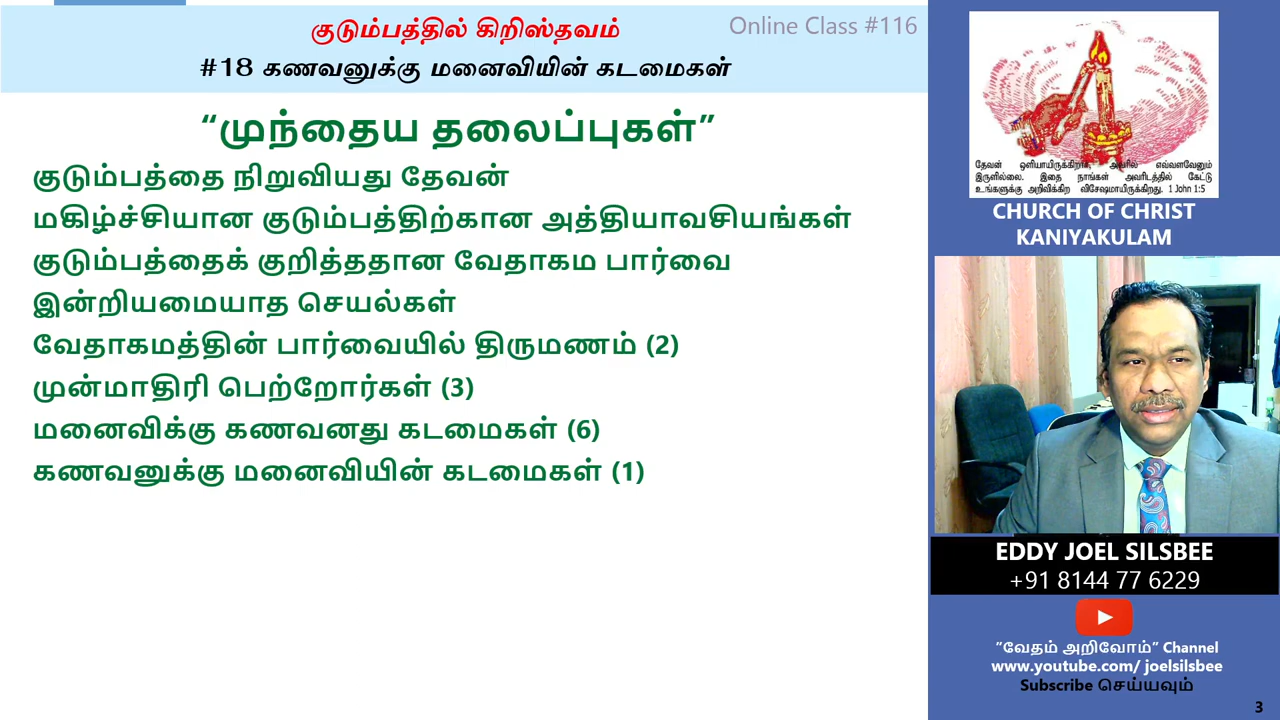 குடும்பத்தில் கிறிஸ்தவம்
Online Class #116
#18 கணவனுக்கு மனைவியின் கடமைகள்
“முந்தைய தலைப்புகள்”
குடும்பத்தை நிறுவியது தேவன்
மகிழ்ச்சியான குடும்பத்திற்கான அத்தியாவசியங்கள்
குடும்பத்தைக் குறித்ததான வேதாகம பார்வை
இன்றியமையாத செயல்கள்
வேதாகமத்தின் பார்வையில் திருமணம் (2)
முன்மாதிரி பெற்றோர்கள் (3)
மனைவிக்கு கணவனது கடமைகள் (6)
கணவனுக்கு மனைவியின் கடமைகள் (1)
தேவன் ஒளியாயிருக்கிறார், அவரில் எவ்வளவேனும்
இருளில்லை. இதை நாங்கள் அவரிடத்தில் கேட்டு
உங்களுக்கு அறிவிக்கிற விசேஷமாயிருக்கிறது. 1 John 1:5
CHURCH OF CHRIST
KANIYAKULAM
EDDY JOEL SILSBEE
+91 8144 77 6229
”வேதம் அறிவோம்” Channel
www.youtube.com/ joelsilsbee
Subscribe செய்யவும்
3